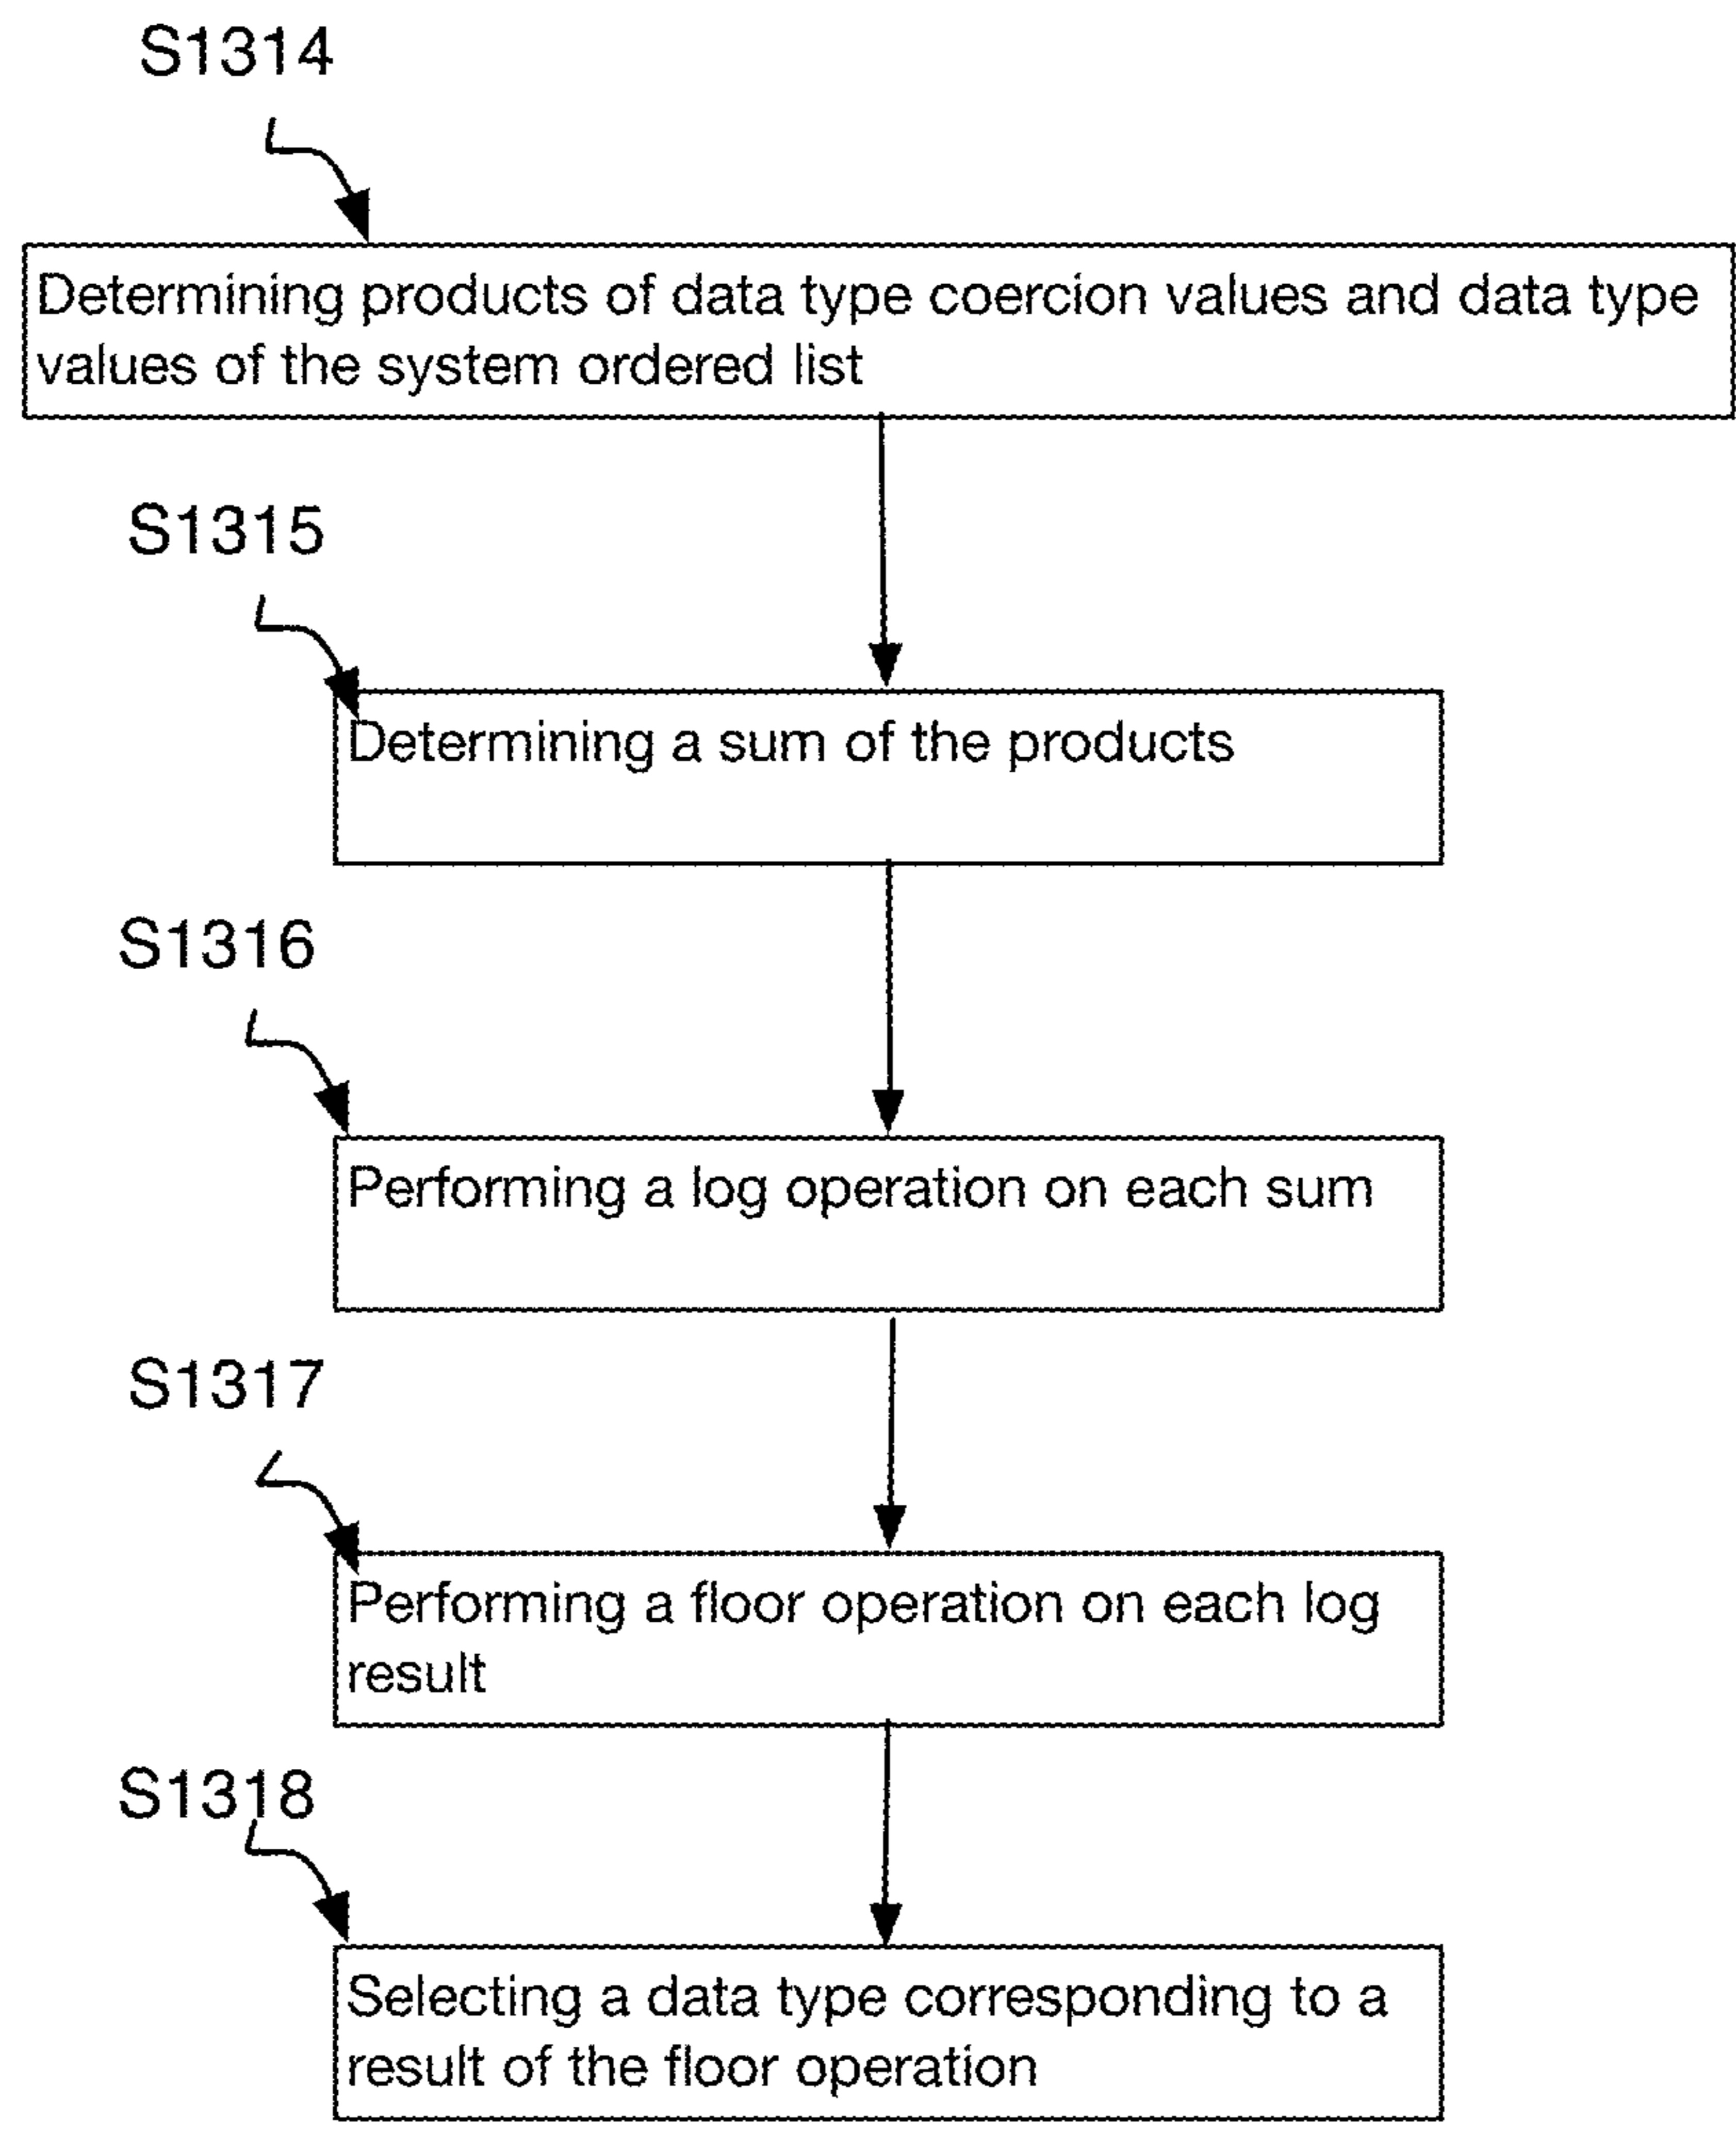 S1314
Determining products of data type coercion values and data type
values of the system ordered list
S1315
Determining a sum of the products
S1316
Performing a log operation on each sum
S1317
Performing a floor operation on each log
result
S1318
Selecting a data type corresponding to a
result of the floor operation